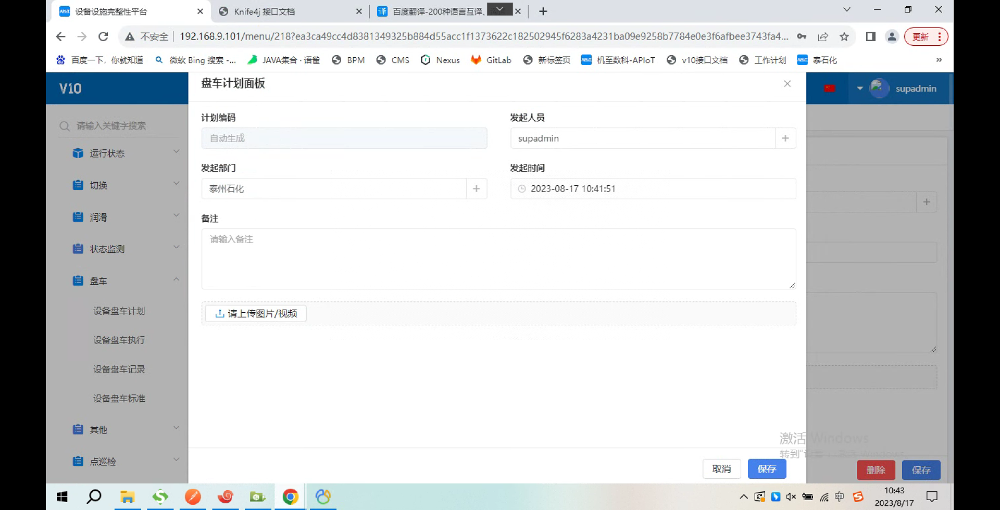 设备设施完整性平台
Knife4j 接口文档
译 百度翻译-200种语言互译、
不安全 192.168.9.101/menu/218?ea3ca49cc4d8381349325b884d55acc1f1373622c182502945f6283a4231ba09e9258b7784e0e3f6afbee3743fa4...
更新
百度一下，你就知道
微软 Bing 搜索 -...
JAVA集合 · 语雀
BPM
CMS
Nexus
GitLab
新标签页
机至数科-APIoT
v10接口文档
工作计划
泰石化
»
V10
盘车计划面板
supadmin
请输入关键字搜索
运行状态
切换
润滑
状态监测
盘车
设备盘车计划
设备盘车执行
设备盘车记录
设备盘车标准
其他
点巡检
计划编码
自动生成
发起人员
supadmin
发起部门
泰州石化
发起时间
2023-08-17 10:41:51
备注
请输入备注
请上传图片/视频
激活 Windows
取消
保存
删除
保存
中
10:43
2023/8/17